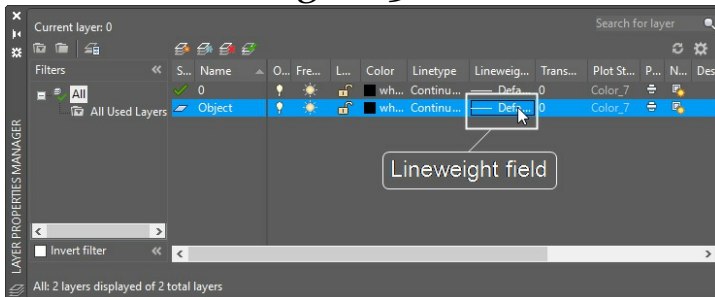 Current layer: 0
Search for layer
Filters
S... Name O... Fre... L... Color Linetype Lineweig... Trans... Plot St... P... N... Des
All
All Used Layers
0 wh... Continu... Defa... 0 Color_7
Object wh... Continu... Defa... 0 Color_7
Lineweight field
Invert filter
All: 2 layers displayed of 2 total layers
LAYER PROPERTIES MANAGER